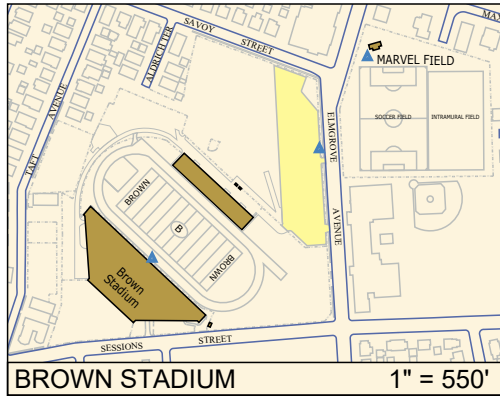 SAVOY
STREET
ALDRICH TER
MARVEL FIELD
TAFT
AVENUE
ELMGROVE
AVENUE
SOCCER FIELD
INTRAMURAL FIELD
BROWN
B
BROWN
Brown
Stadium
SESSIONS
STREET
BROWN STADIUM
1" = 550'